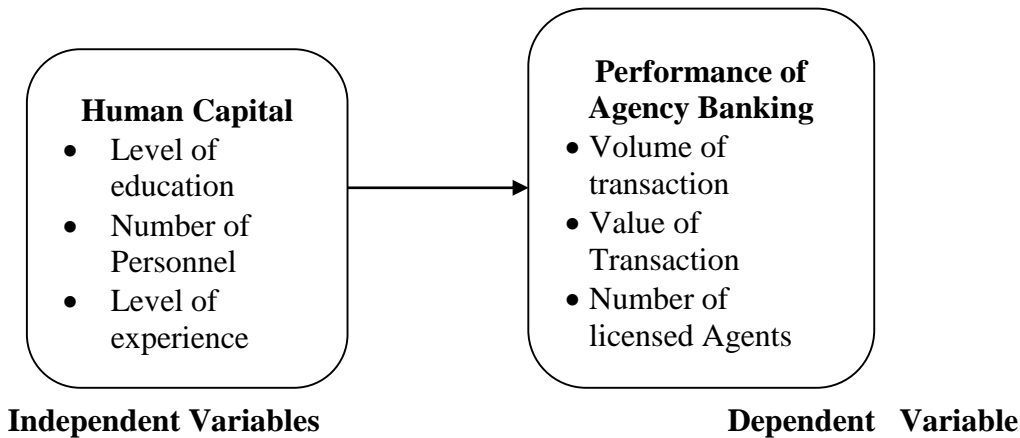 Human Capital
• Level of
education
• Number of
Personnel
• Level of
experience
Performance of
Agency Banking
• Volume of
transaction
• Value of
Transaction
• Number of
licensed Agents
Independent Variables
Dependent Variable